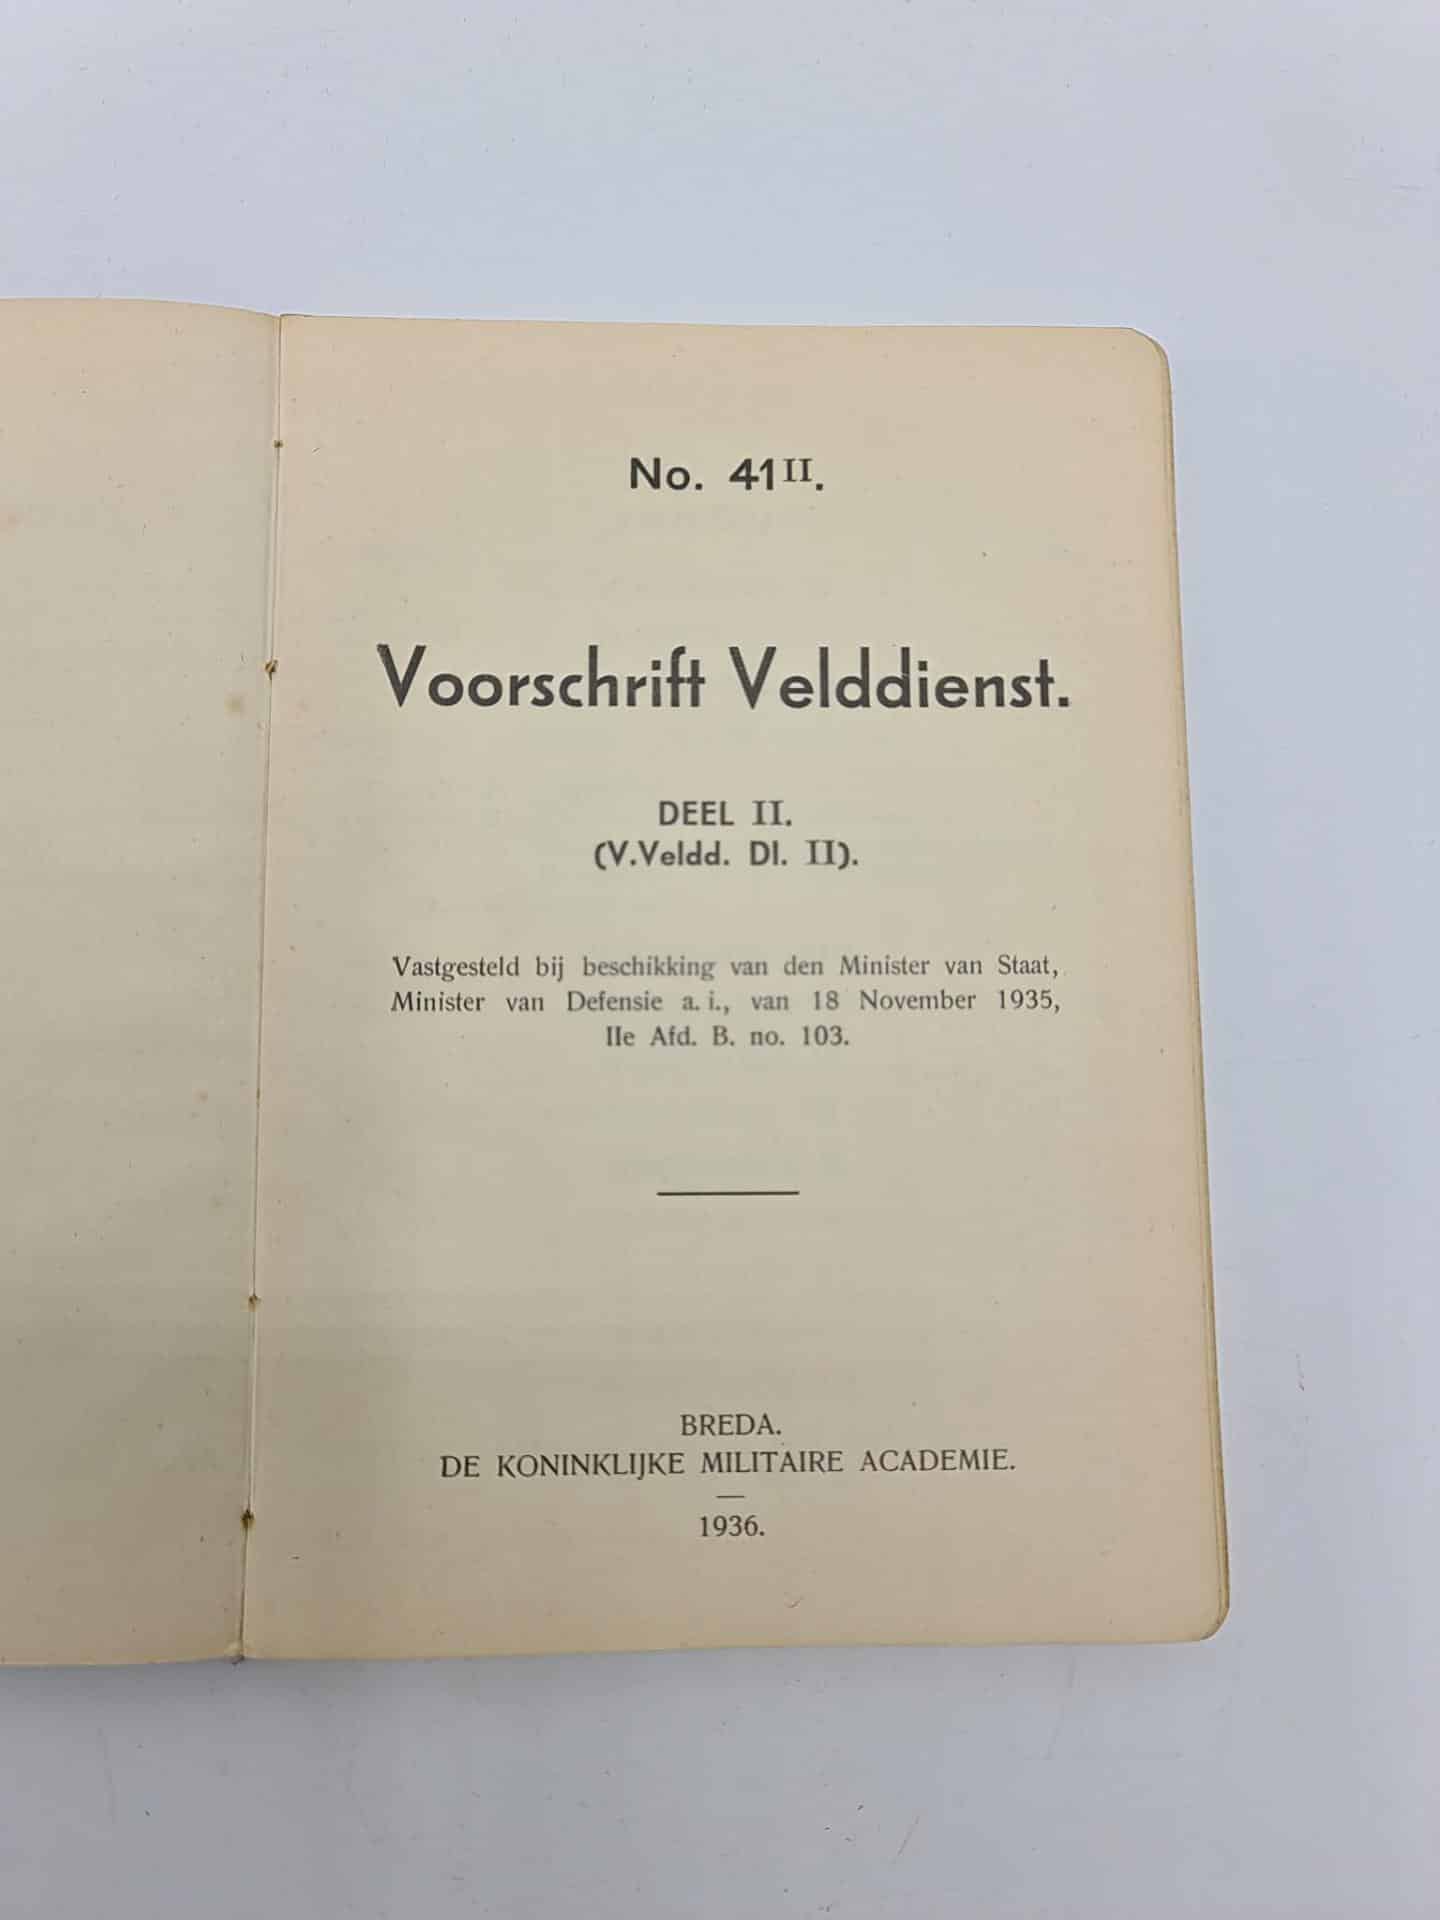 No. 41II.
Voorschrift Velddienst.
DEEL II.
(V.Veldd. Dl. II).
Vastgesteld bij beschikking van den Minister van Staat,
Minister van Defensie a. i., van 18 November 1935,
IIe Afd. B. no. 103.
BREDA.
DE KONINKLIJKE MILITAIRE ACADEMIE.
1936.